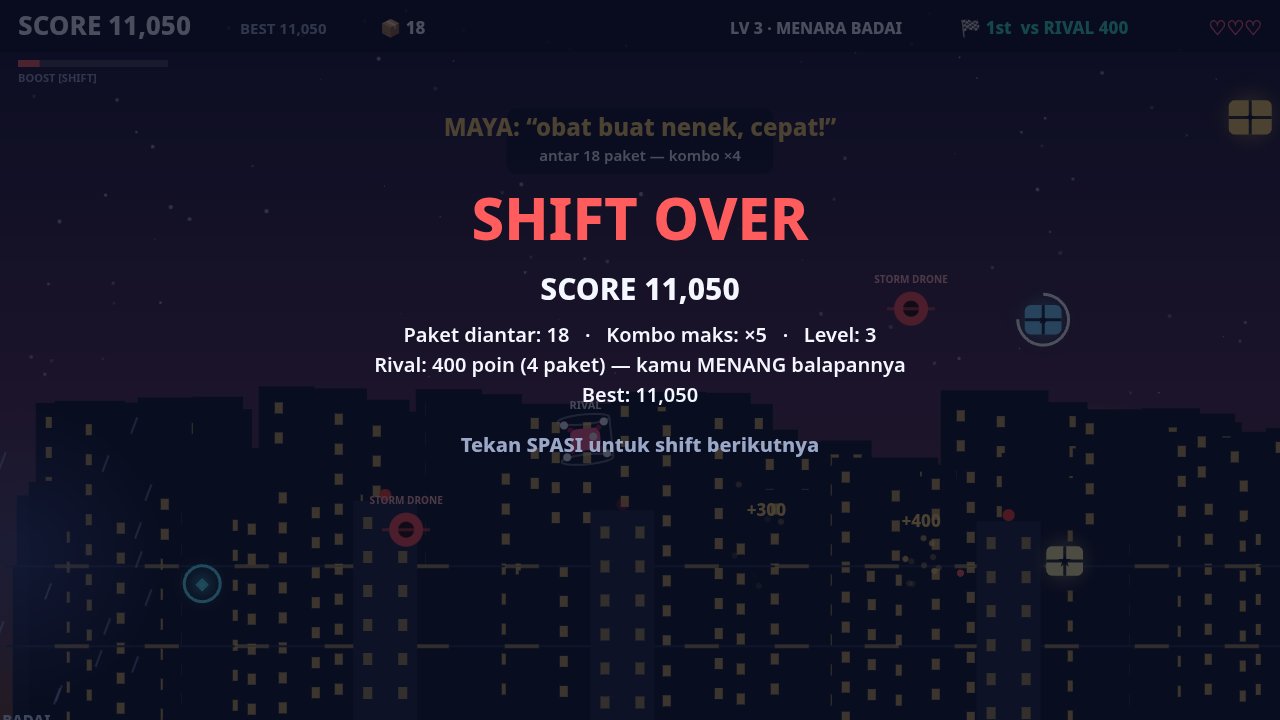 SCORE 11,050
BEST 11,050
18
LV 3 · MENARA BADAI
1st vs RIVAL 400
BOOST [SHIFT]
MAYA: “obat buat nenek, cepat!”
antar 18 paket — kombo ×4
SHIFT OVER
STORM DRONE
SCORE 11,050
Paket diantar: 18 · Kombo maks: ×5 · Level: 3
Rival: 400 poin (4 paket) — kamu MENANG balapannya
Best: 11,050
RIVAL
Tekan SPASI untuk shift berikutnya
STORM DRONE
+300
+400
BADAI